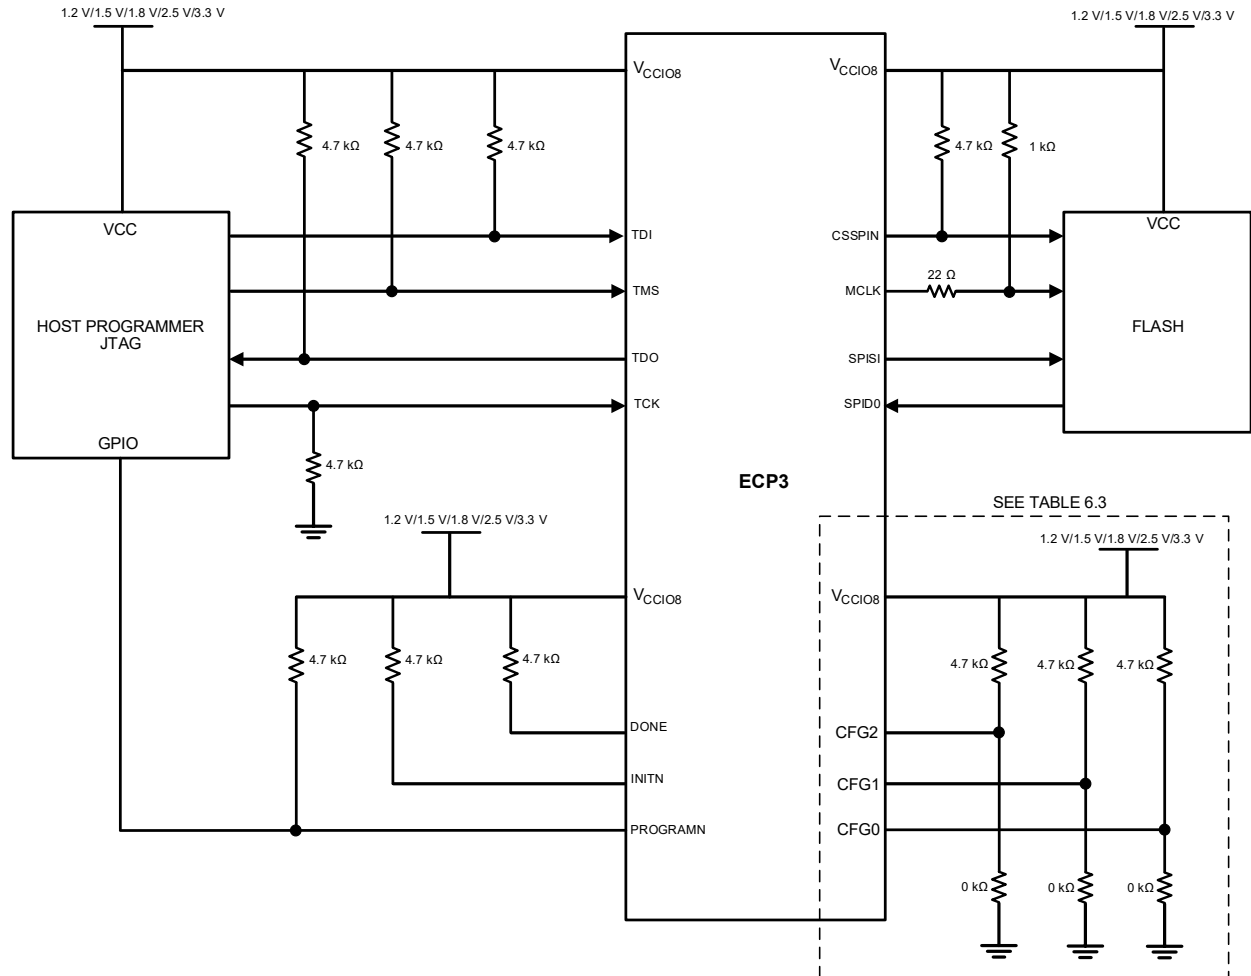 1.2 V/1.5 V/1.8 V/2.5 V/3.3 V
1.2 V/1.5 V/1.8 V/2.5 V/3.3 V
VCCIO8
VCCIO8
4.7 kΩ
4.7 kΩ
4.7 kΩ
4.7 kΩ
1 kΩ
VCC
VCC
TDI
CSSPIN
22 Ω
TMS
MCLK
HOST PROGRAMMER
JTAG
FLASH
TDO
SPISI
TCK
SPID0
GPIO
4.7 kΩ
ECP3
SEE TABLE 6.3
1.2 V/1.5 V/1.8 V/2.5 V/3.3 V
1.2 V/1.5 V/1.8 V/2.5 V/3.3 V
VCCIO8
VCCIO8
4.7 kΩ
4.7 kΩ
4.7 kΩ
4.7 kΩ
4.7 kΩ
4.7 kΩ
DONE
CFG2
INITN
CFG1
PROGRAMN
CFG0
0 kΩ
0 kΩ
0 kΩ